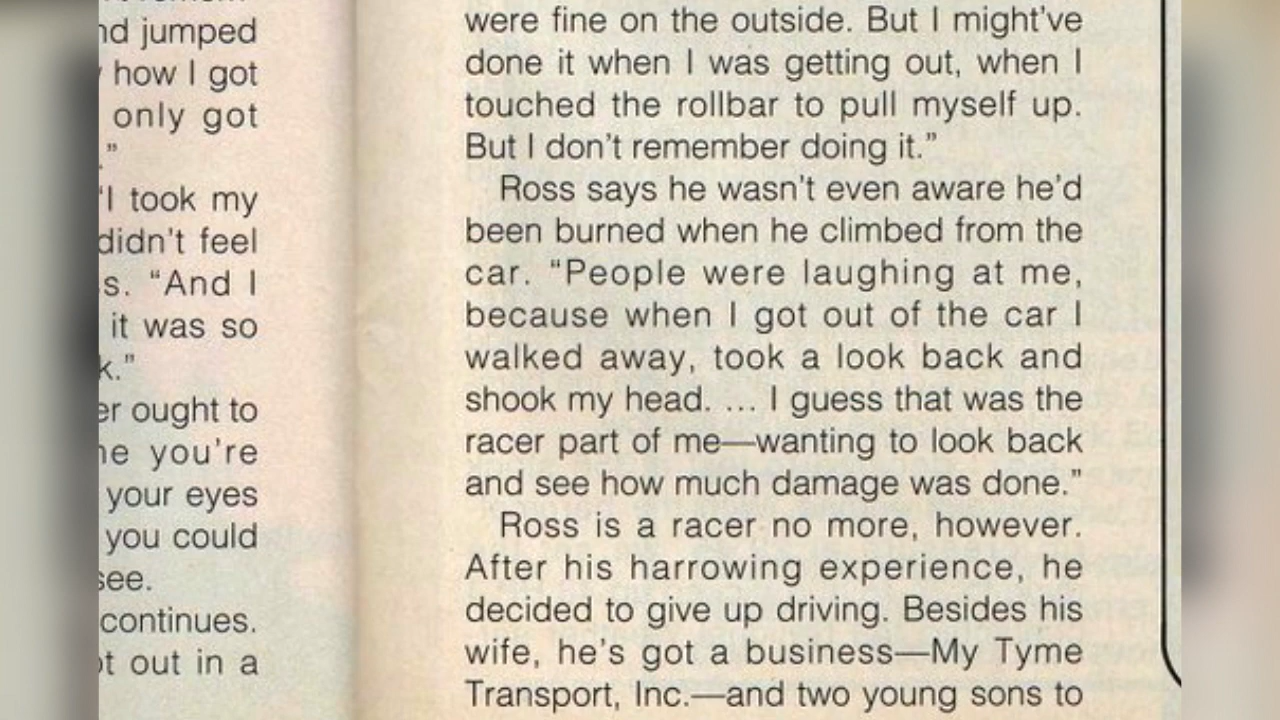 jumped
how I got
only got
."
"I took my
didn't feel
s. "And I
it was so
k."
ought to
you're
your eyes
you could
see.
continues.
out in a
were fine on the outside. But I might've
done it when I was getting out, when I
touched the rollbar to pull myself up.
But I don't remember doing it."
Ross says he wasn't even aware he'd
been burned when he climbed from the
car. "People were laughing at me,
because when I got out of the car I
walked away, took a look back and
shook my head. ... I guess that was the
racer part of me—wanting to look back
and see how much damage was done."
Ross is a racer no more, however.
After his harrowing experience, he
decided to give up driving. Besides his
wife, he's got a business—My Tyme
Transport, Inc.—and two young sons to